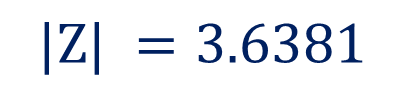 |Z| = 3.6381